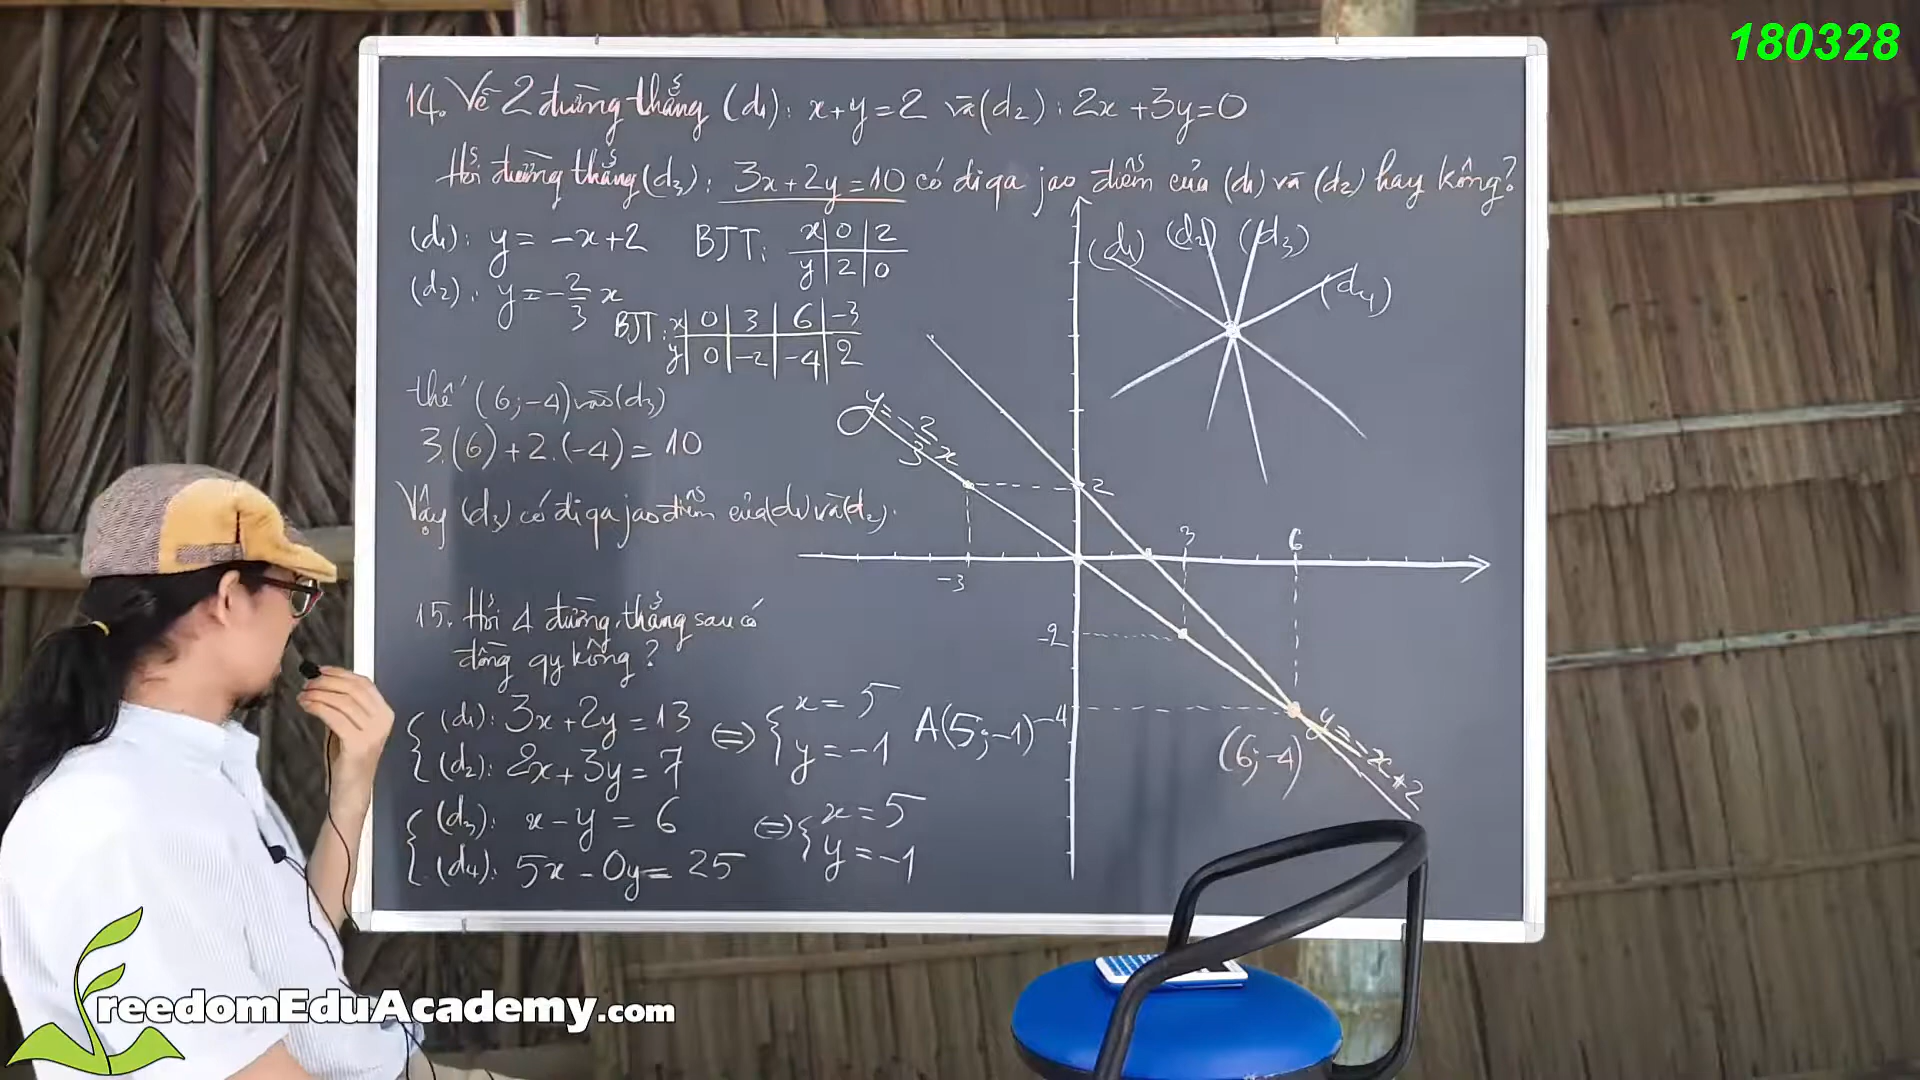 180328
14. Vẽ 2 đường thẳng (d1): x+y=2 và (d2): 2x+3y=0
Hỏi đường thẳng (d3): 3x+2y=10 có đi qa jao điểm của (d1) và (d2) hay kông?
(d1): y = -x+2 BJT: x 0 2
y 2 0
(d2): y = -2/3 x
BJT: x 0 3 6 -3
y 0 -2 -4 2
thế (6;-4) vào (d3)
3.(6)+2.(-4) = 10
Vậy (d3) có đi qa jao điểm của (d1) và (d2).
15. Hỏi 4 đường thẳng sau có
đồng qy kông?
(d1): 3x+2y=13
(d2): 2x+3y=7
⇔ { x=5
y=-1
A(5;-1)
(d3): x-y=6
(d4): 5x-0y=25
⇔ { x=5
y=-1
(d1) (d2) (d3)
(d4)
y=-2/3 x
2
3 6
-3
-2
-4
(6;-4)
y=-x+2
reedomEduAcademy.com